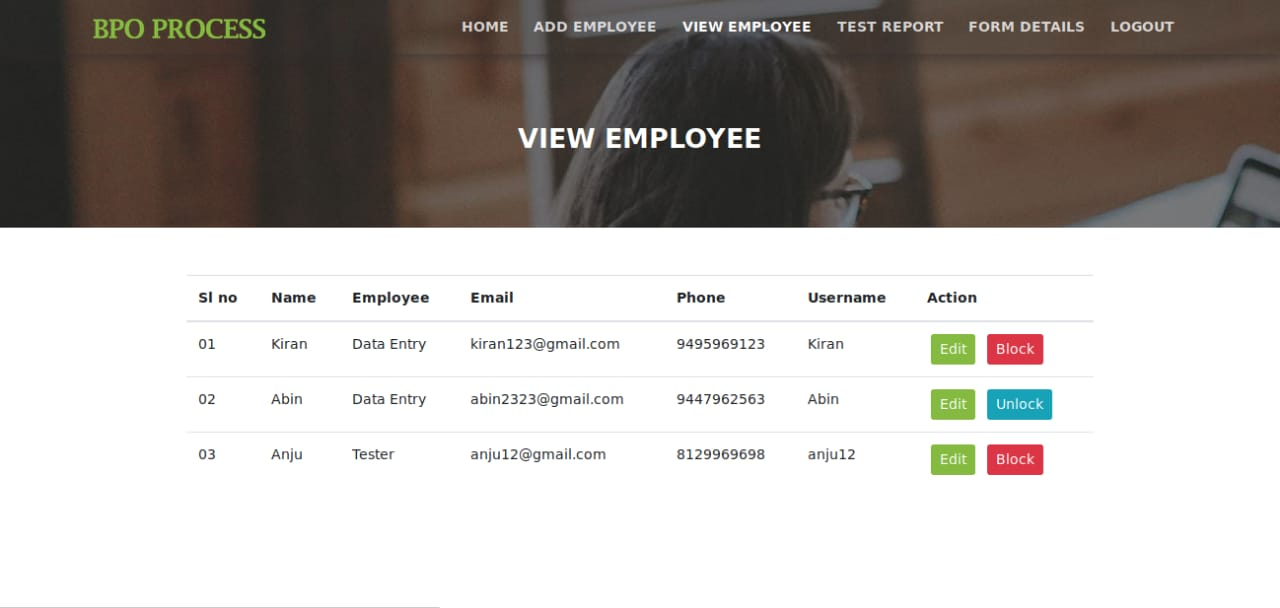 BPO PROCESS HOME ADD EMPLOYEE VIEW EMPLOYEE TEST REPORT FORM DETAILS LOGOUT
VIEW EMPLOYEE
Sl no Name Employee Email Phone Username Action
01 Kiran Data Entry kiran123@gmail.com 9495969123 Kiran Edit Block
02 Abin Data Entry abin2323@gmail.com 9447962563 Abin Edit Unlock
03 Anju Tester anju12@gmail.com 8129969698 anju12 Edit Block